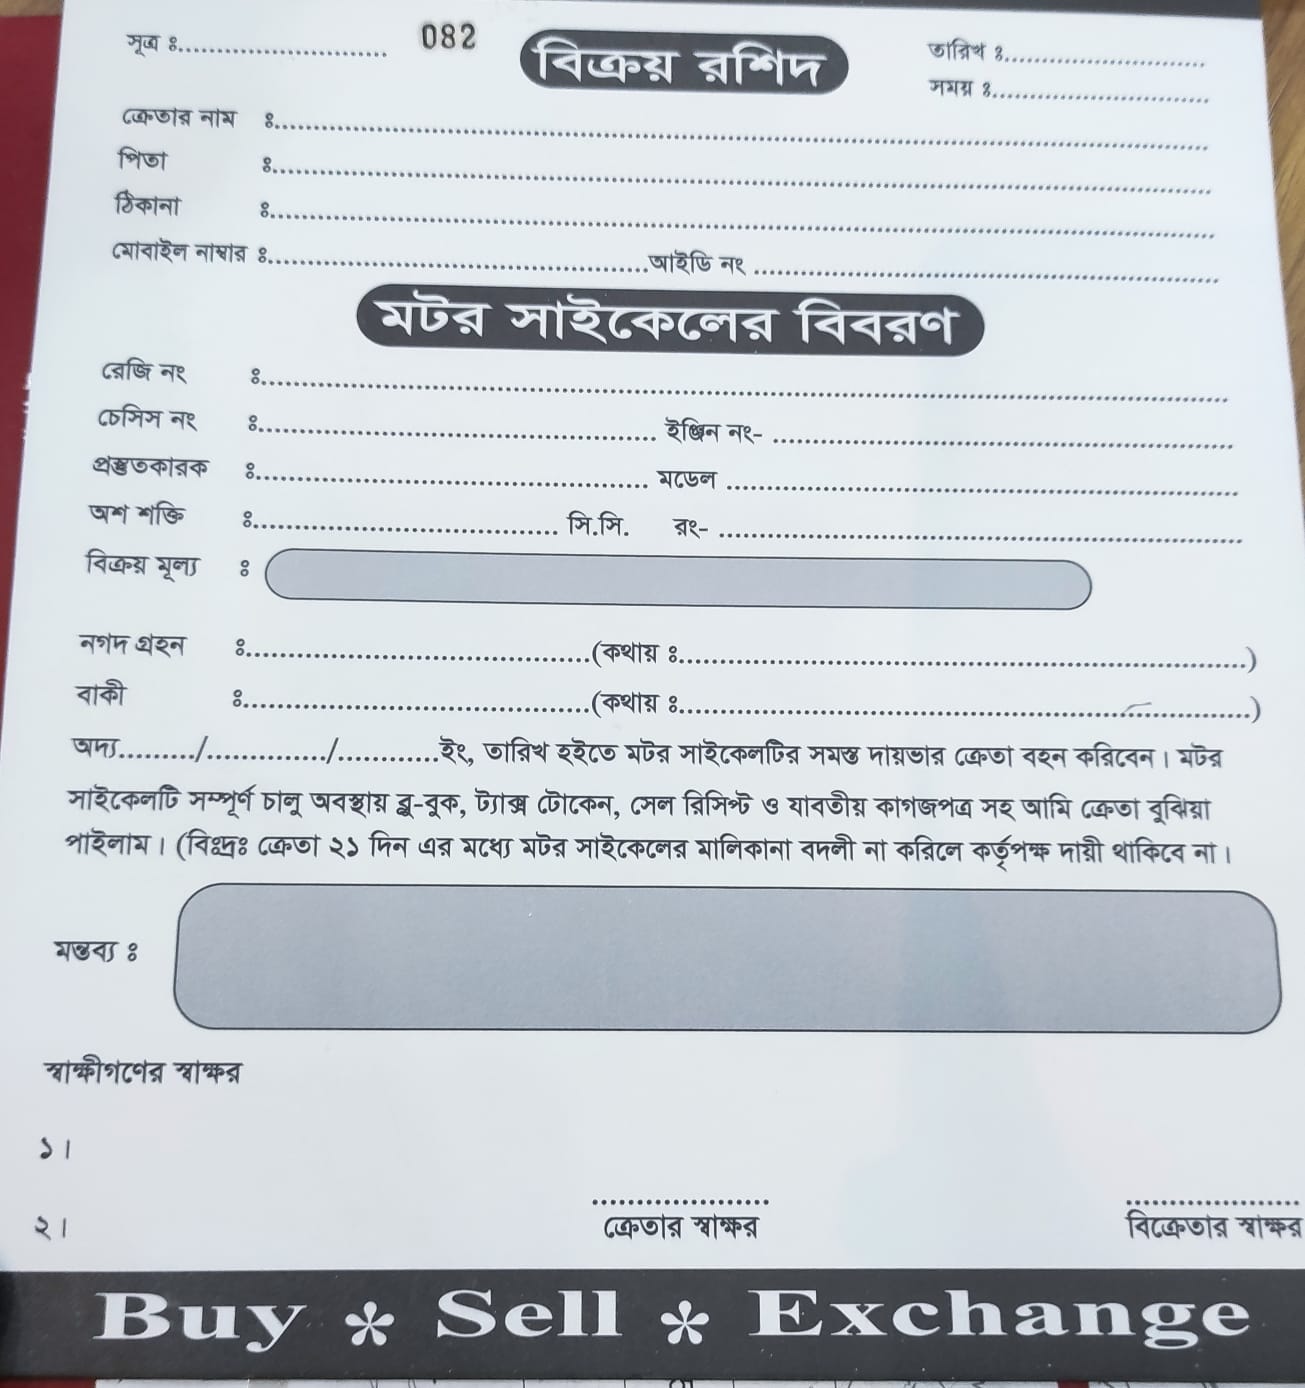 সূত্র ঃ........................... 082 বিক্রয় রশিদ তারিখ ঃ..........................
সময় ঃ............................
ক্রেতার নাম ঃ............................................................
পিতা ঃ............................................................
ঠিকানা ঃ............................................................
মোবাইল নাম্বার ঃ..............................আইডি নং ..............................
মটর সাইকেলের বিবরণ
রেজি নং ঃ............................................................
চেসিস নং ঃ.............................. ইঞ্জিন নং- ..............................
প্রস্তুতকারক ঃ.............................. মডেল ..............................
অশ শক্তি ঃ.............................. সি.সি. রং- ..............................
বিক্রয় মূল্য ঃ
নগদ গ্রহন ঃ..............................(কথায় ঃ..............................)
বাকী ঃ..............................(কথায় ঃ..............................)
অদ্য........./............../............ইং, তারিখ হইতে মটর সাইকেলটির সমস্ত দায়ভার ক্রেতা বহন করিবেন। মটর
সাইকেলটি সম্পূর্ণ চালু অবস্থায় ব্লু-বুক, ট্যাক্স টোকেন, সেল রিসিপ্ট ও যাবতীয় কাগজপত্র সহ আমি ক্রেতা বুঝিয়া
পাইলাম। (বিঃদ্রঃ ক্রেতা ২১ দিন এর মধ্যে মটর সাইকেলের মালিকানা বদলী না করিলে কর্তৃপক্ষ দায়ী থাকিবে না।
মন্তব্য ঃ
স্বাক্ষীগণের স্বাক্ষর
১।
২।
ক্রেতার স্বাক্ষর বিক্রেতার স্বাক্ষর
Buy * Sell * Exchange